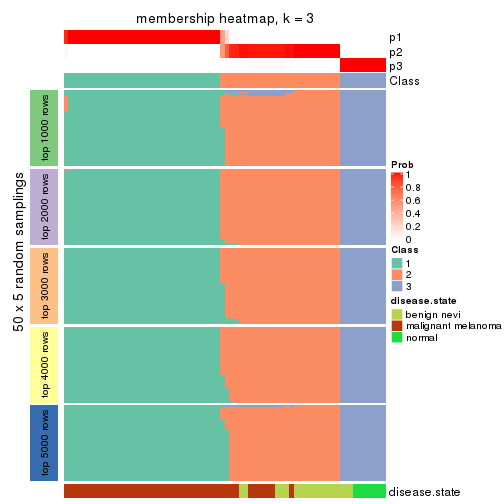 membership heatmap, k = 3
p1
p2
p3
Class
50 x 5 random samplings
top 1000 rows
top 2000 rows
top 3000 rows
top 4000 rows
top 5000 rows
Prob
1
0.8
0.6
0.4
0.2
0
Class
1
2
3
disease.state
benign nevi
malignant melanoma
normal
disease.state